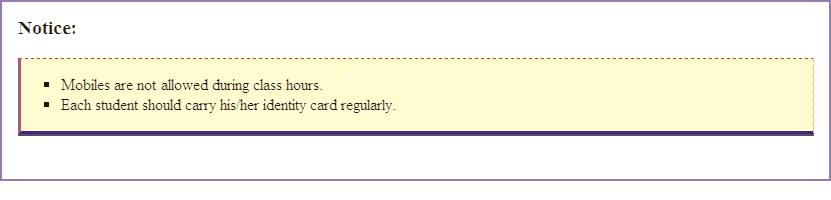 Notice:
Mobiles are not allowed during class hours.
Each student should carry his/her identity card regularly.